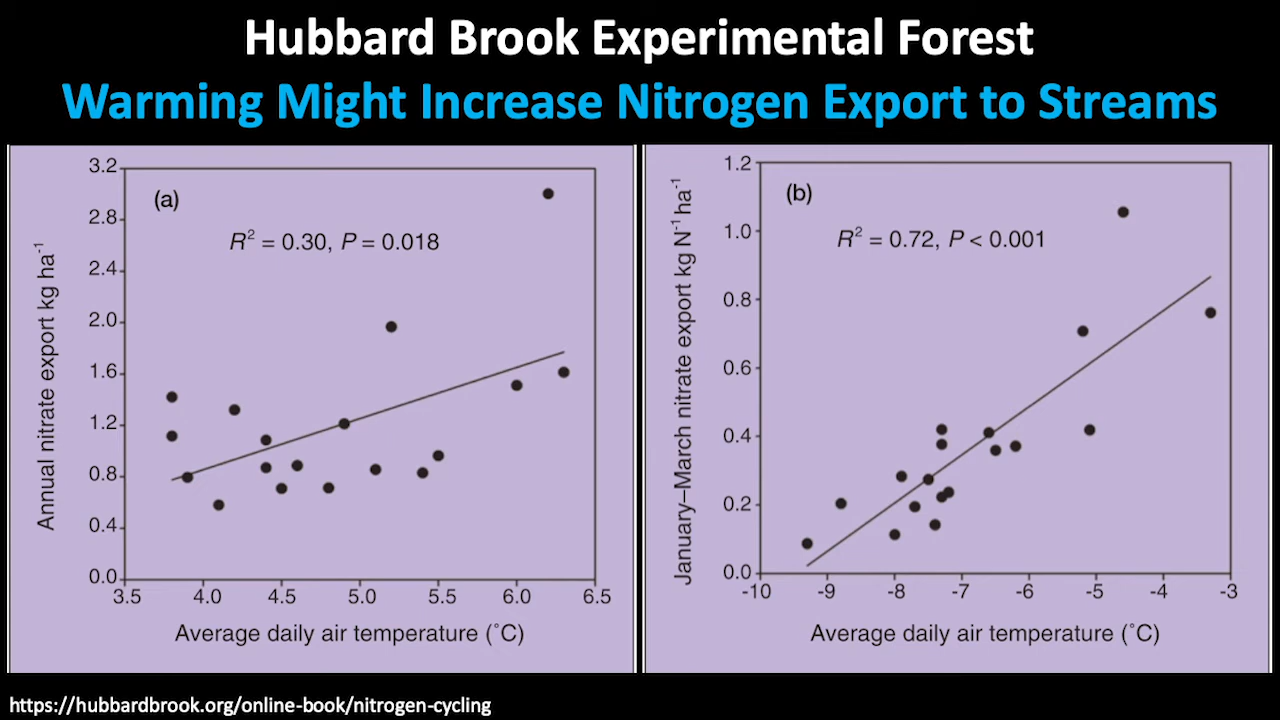 Hubbard Brook Experimental Forest
Warming Might Increase Nitrogen Export to Streams
(a)
R² = 0.30, P = 0.018
Annual nitrate export kg ha⁻¹
3.2
2.8
2.4
2.0
1.6
1.2
0.8
0.4
0.0
3.5 4.0 4.5 5.0 5.5 6.0 6.5
Average daily air temperature (˚C)
(b)
R² = 0.72, P < 0.001
January–March nitrate export kg N⁻¹ ha⁻¹
1.2
1.0
0.8
0.6
0.4
0.2
0.0
-10 -9 -8 -7 -6 -5 -4 -3
Average daily air temperature (˚C)
https://hubbardbrook.org/online-book/nitrogen-cycling